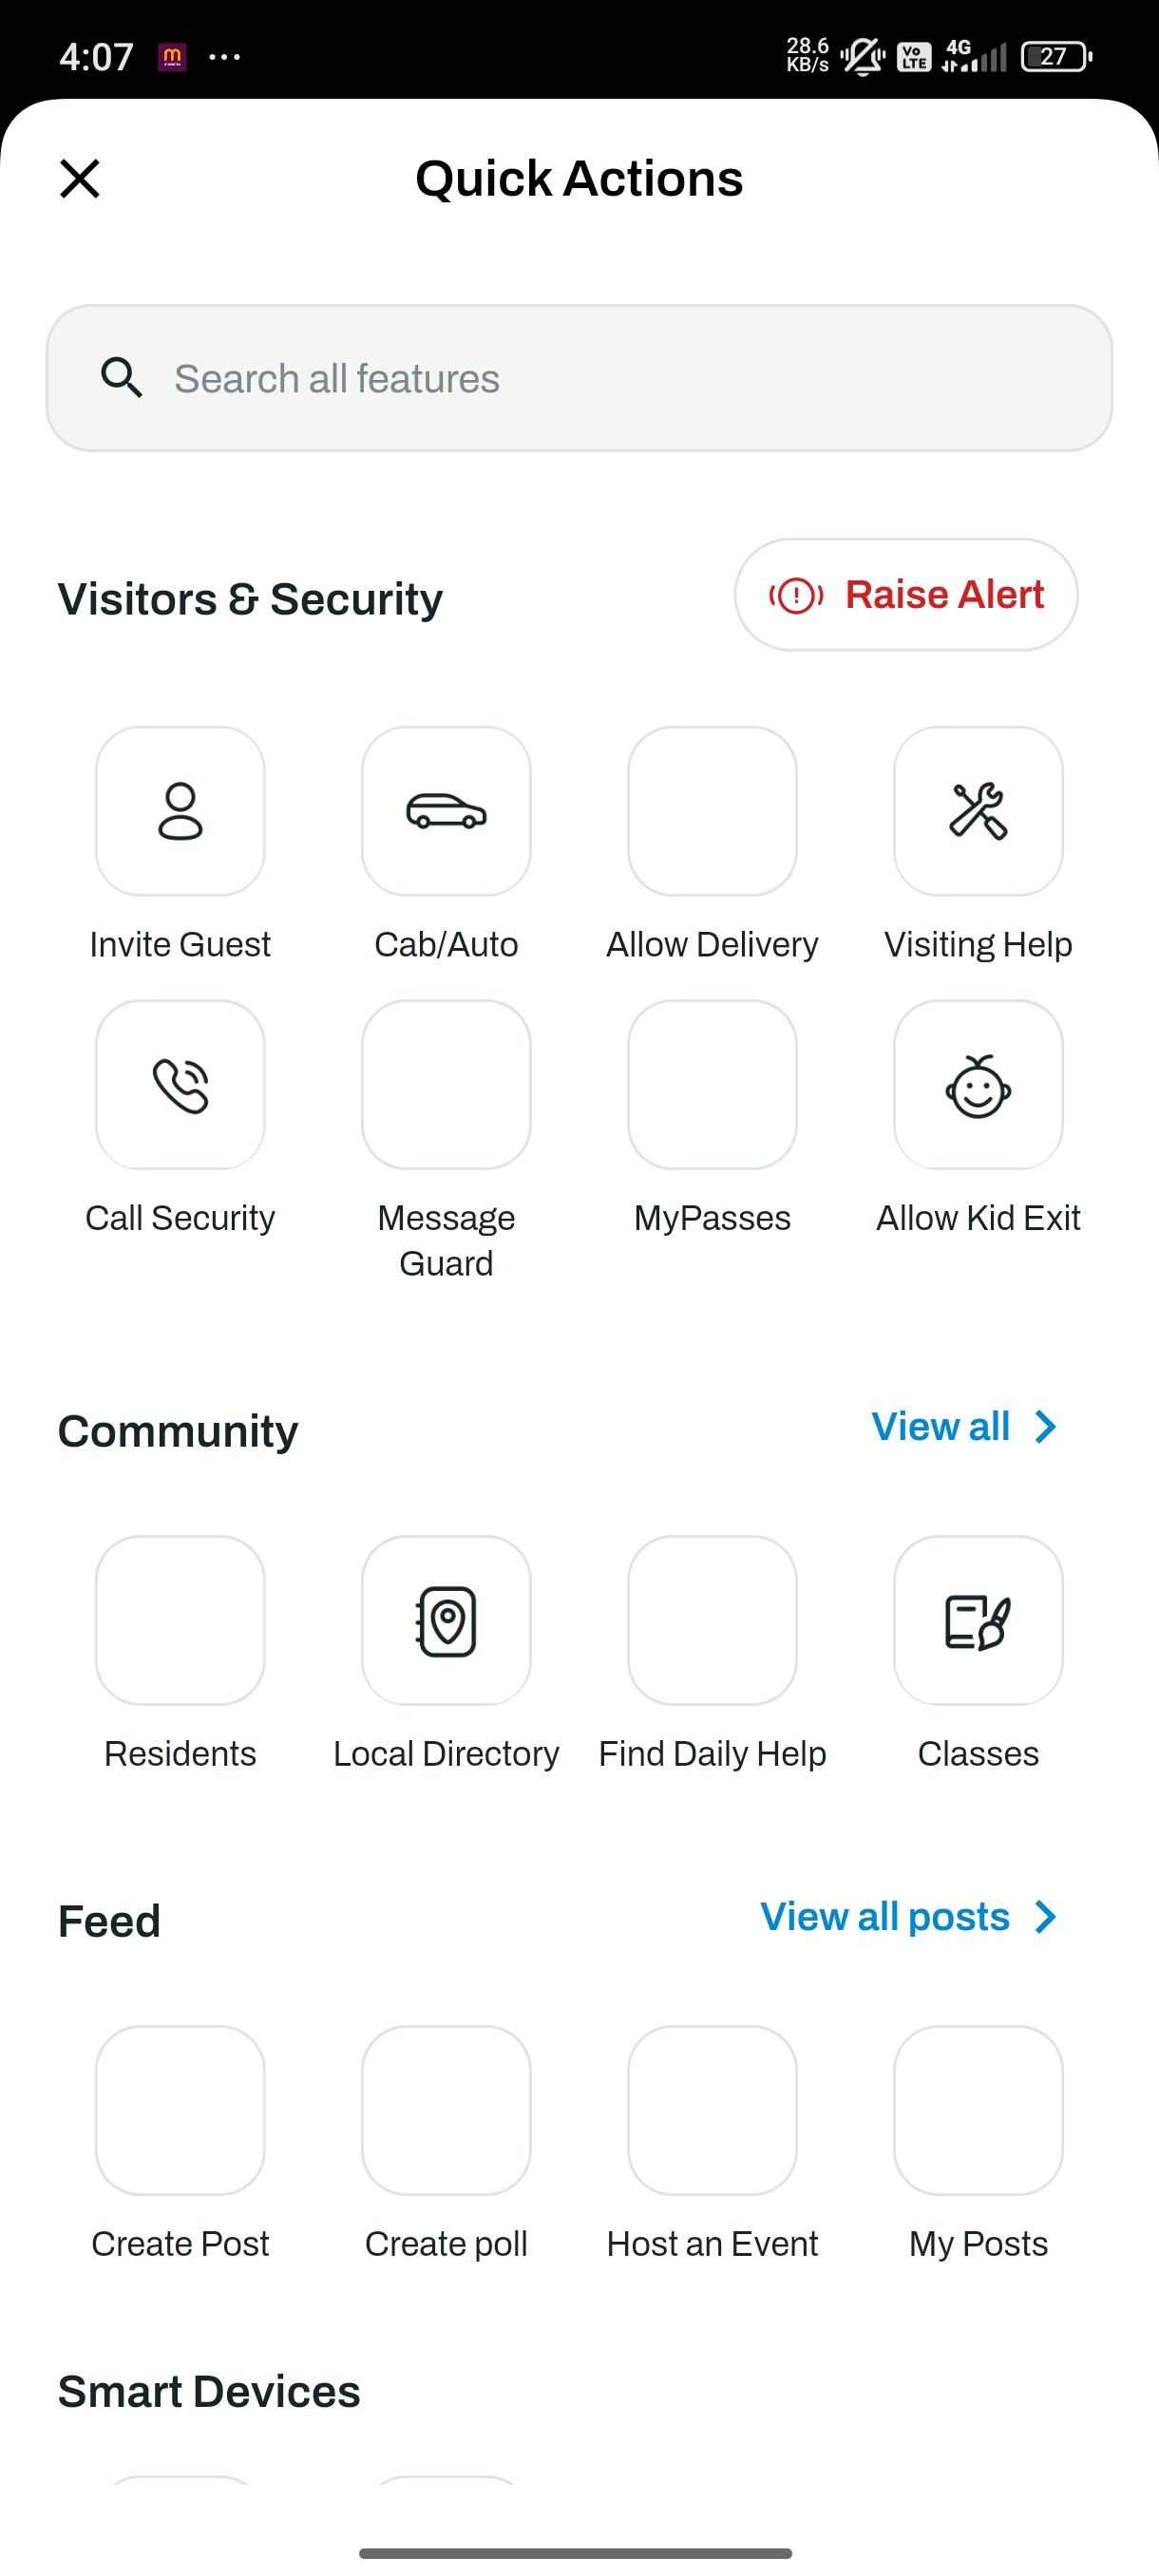 4:07
28.6
KB/s
Vo
LTE
4G
27
Quick Actions
Search all features
Visitors & Security
Raise Alert
Invite Guest
Cab/Auto
Allow Delivery
Visiting Help
Call Security
Message
Guard
MyPasses
Allow Kid Exit
Community
View all
Residents
Local Directory
Find Daily Help
Classes
Feed
View all posts
Create Post
Create poll
Host an Event
My Posts
Smart Devices